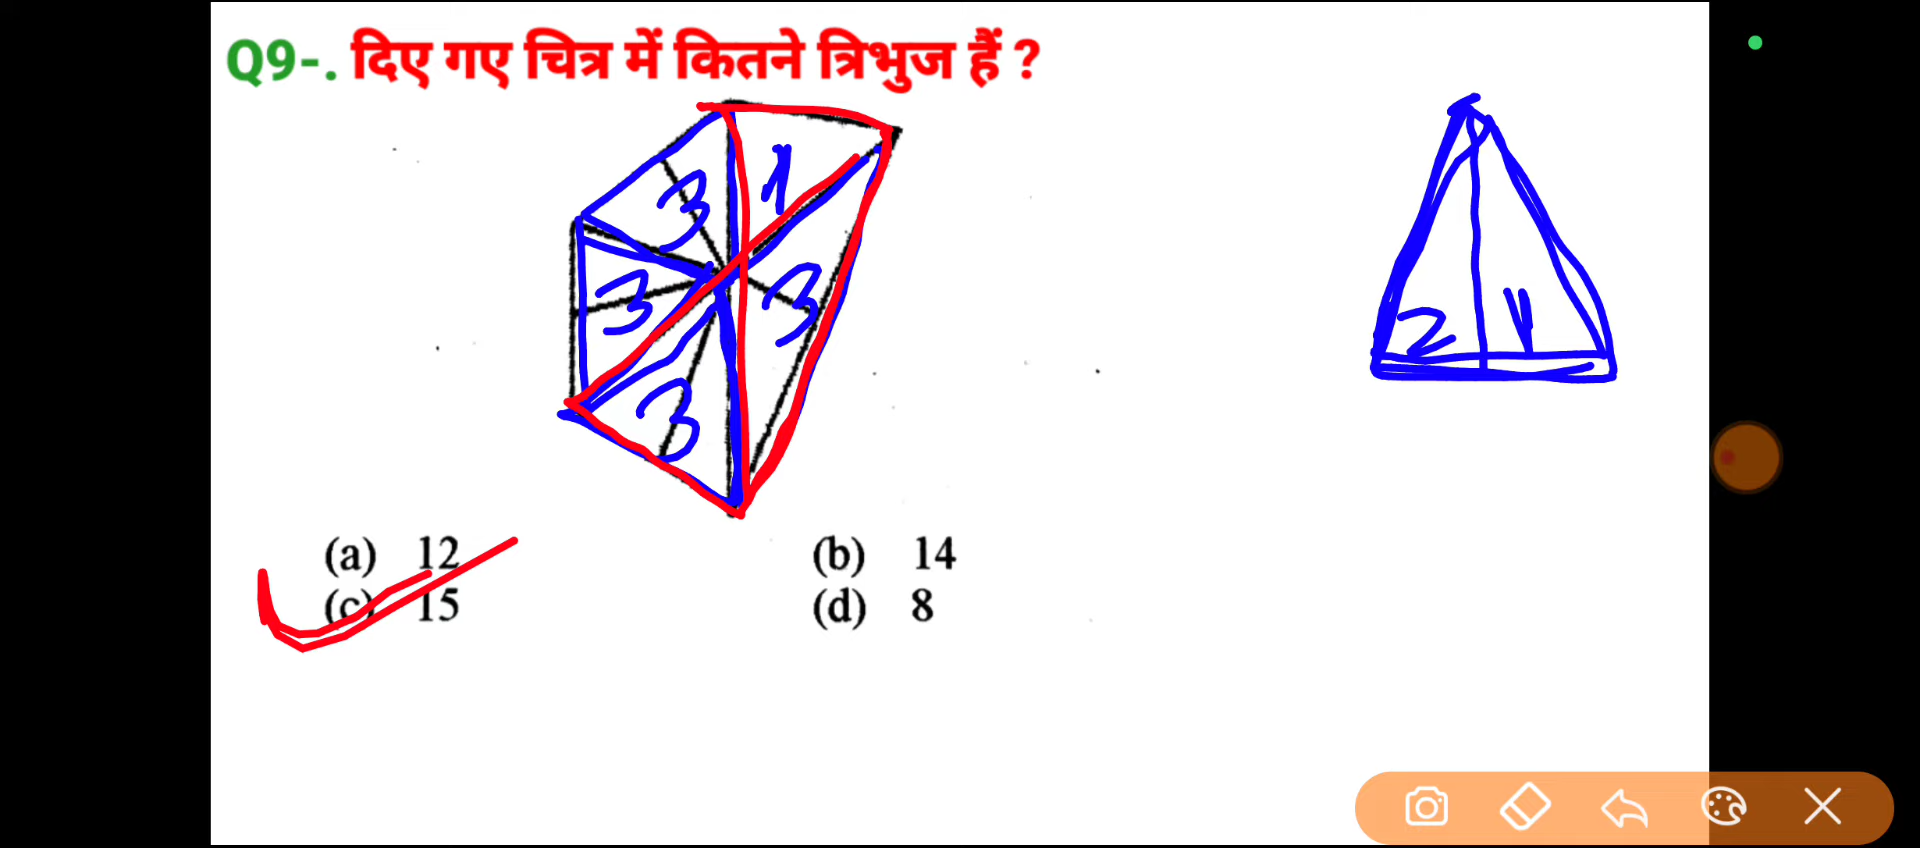 Q9-. दिए गए चित्र में कितने त्रिभुज हैं ?
3 1
3 3
3
2 1
(a) 12 (b) 14
(c) 15 (d) 8